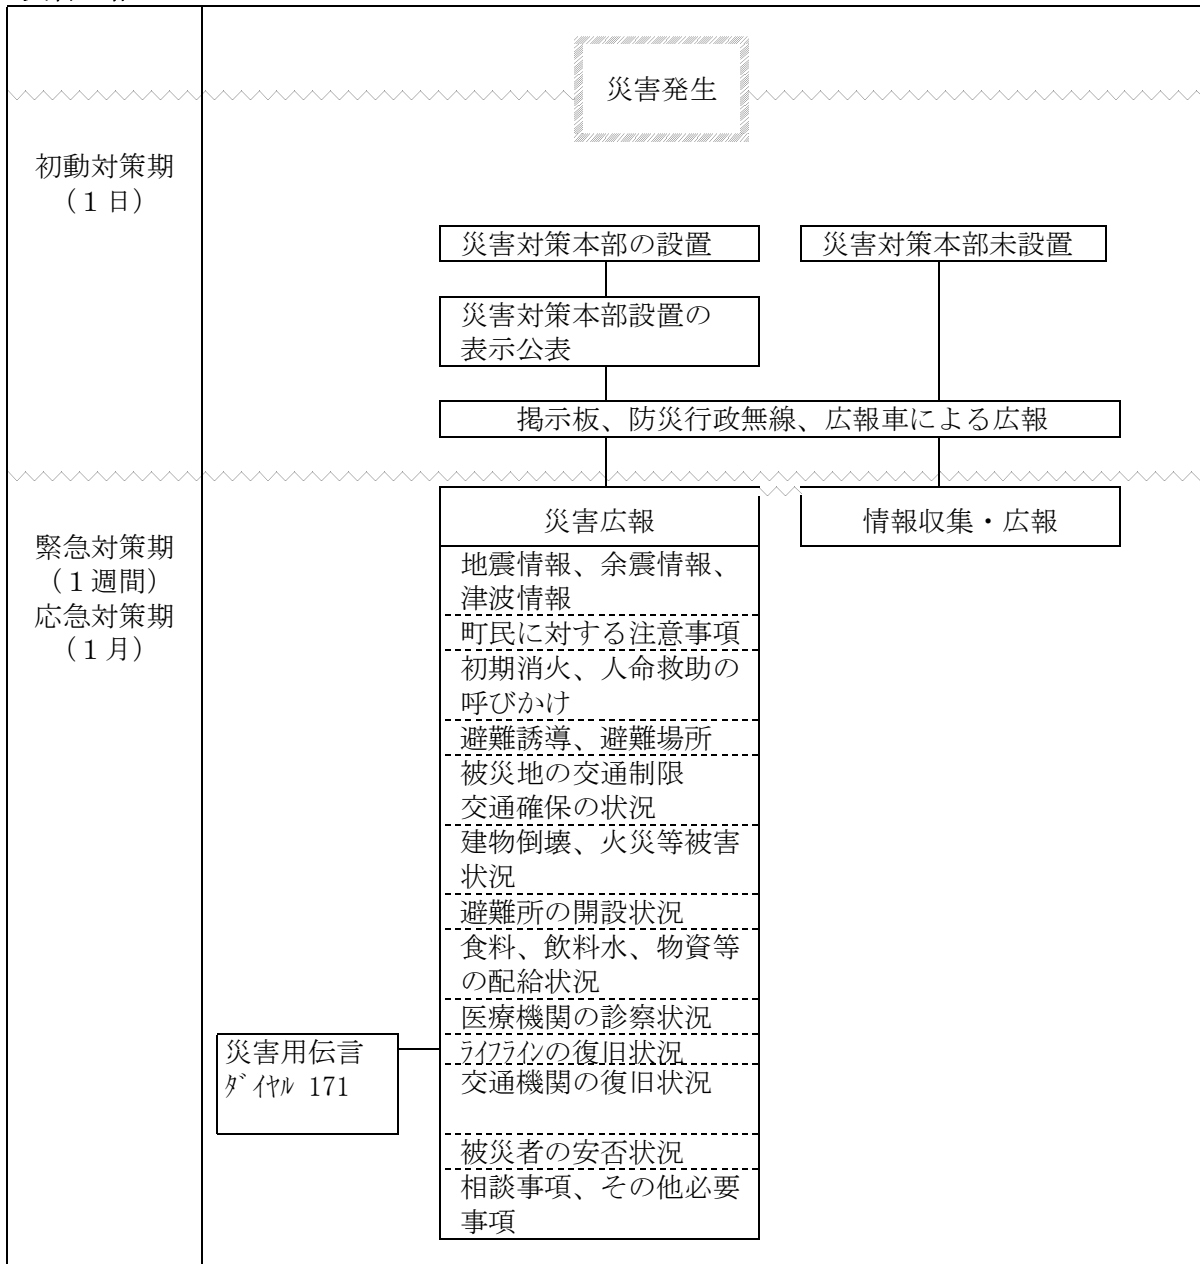 災害発生
初動対策期
（１日）
災害対策本部の設置
災害対策本部未設置
災害対策本部設置の
表示公表
掲示板、防災行政無線、広報車による広報
緊急対策期
（１週間）
応急対策期
（１月）
災害広報
情報収集・広報
地震情報、余震情報、
津波情報
町民に対する注意事項
初期消火、人命救助の
呼びかけ
避難誘導、避難場所
被災地の交通制限
交通確保の状況
建物倒壊、火災等被害
状況
避難所の開設状況
食料、飲料水、物資等
の配給状況
医療機関の診察状況
災害用伝言
ﾀﾞｲﾔﾙ 171
ﾗｲﾌﾗｲﾝの復旧状況
交通機関の復旧状況
被災者の安否状況
相談事項、その他必要
事項